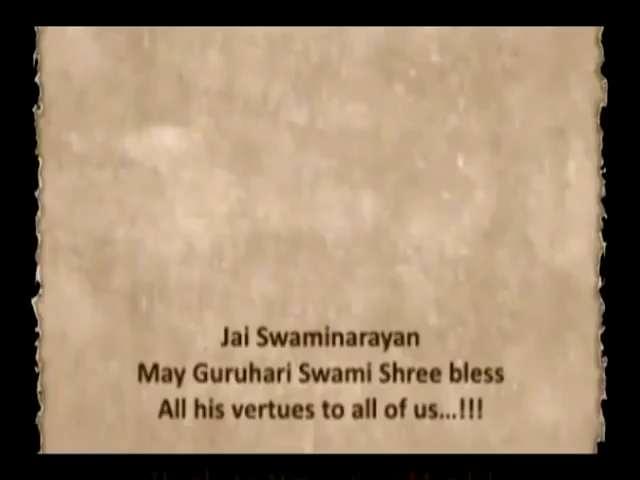 Jai Swaminarayan
May Guruhari Swami Shree bless
All his vertues to all of us...!!!